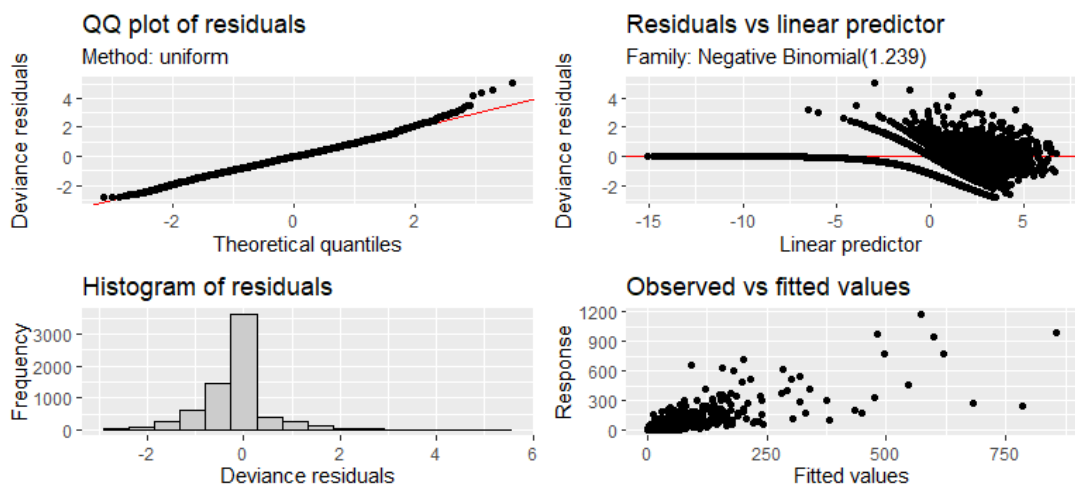 QQ plot of residuals
Method: uniform
Deviance residuals
4
2
0
-2
-2
0
2
Theoretical quantiles
Residuals vs linear predictor
Family: Negative Binomial(1.239)
Deviance residuals
4
2
0
-2
-15
-10
-5
0
5
Linear predictor
Histogram of residuals
Frequency
3000
2000
1000
0
-2
0
2
4
6
Deviance residuals
Observed vs fitted values
Response
1200
900
600
300
0
0
250
500
750
Fitted values